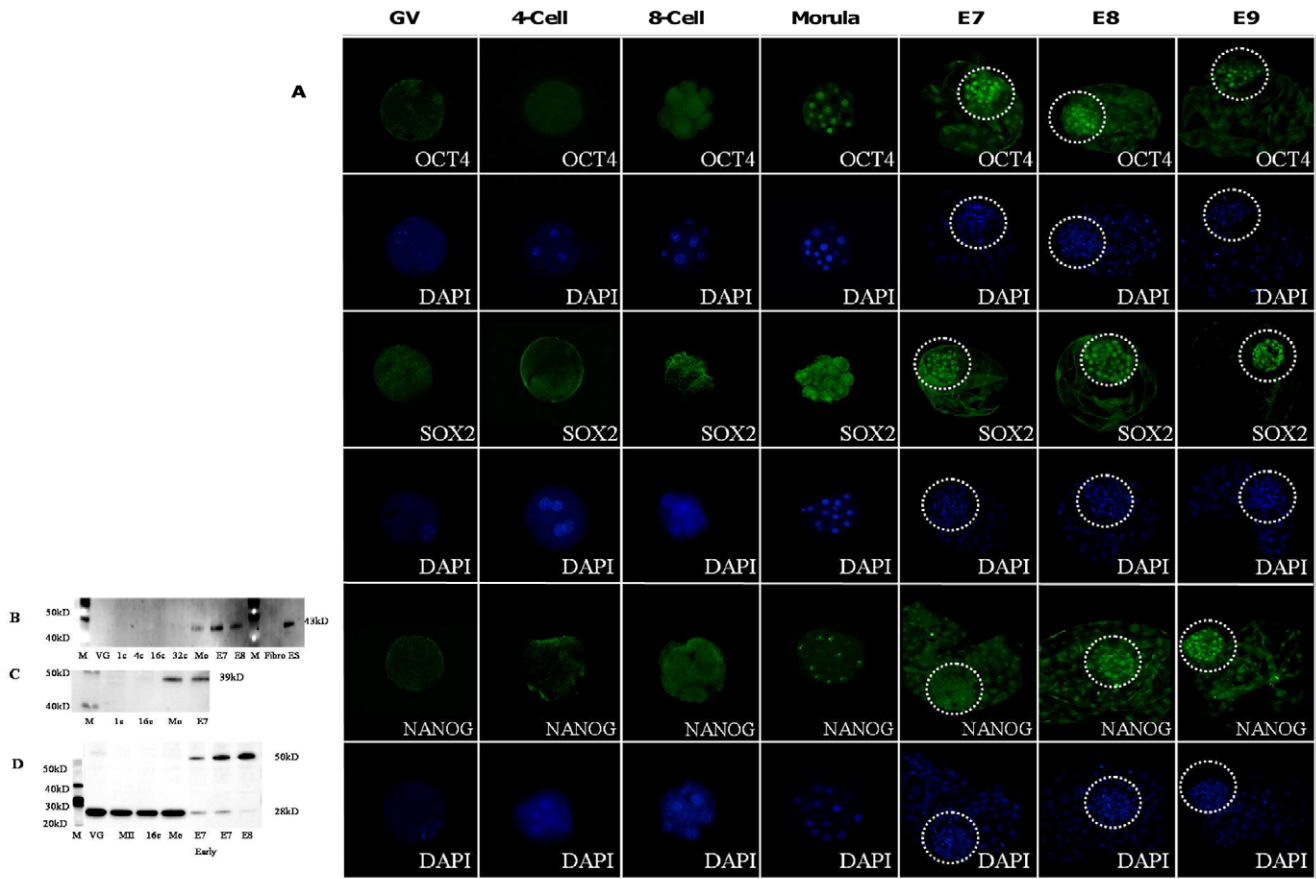 GV 4-Cell 8-Cell Morula E7 E8 E9
A
OCT4 OCT4 OCT4 OCT4 OCT4 OCT4 OCT4
DAPI DAPI DAPI DAPI DAPI DAPI DAPI
SOX2 SOX2 SOX2 SOX2 SOX2 SOX2 SOX2
DAPI DAPI DAPI DAPI DAPI DAPI DAPI
NANOG NANOG NANOG NANOG NANOG NANOG NANOG
DAPI DAPI DAPI DAPI DAPI DAPI DAPI
B
50kD
43kD
40kD
M VG 1c 4c 16c 32c Mo E7 E8 M Fibro ES
C
50kD
39kD
40kD
M 1c 16c Mo E7
D
50kD
50kD
40kD
30kD
28kD
20kD
M VG MII 16c Mo E7 E7 E8
Early